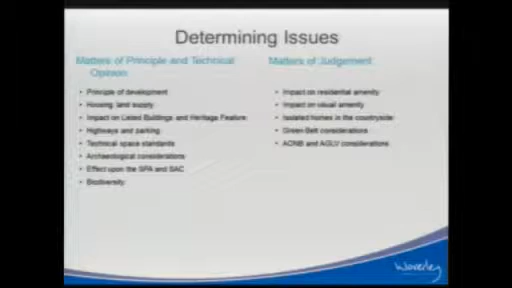 Determining Issues
Matters of Principle and Technical
Opinion
• Principle of development
• Housing land supply
• Impact on Listed Buildings and Heritage Feature
• Highways and parking
• Technical space standards
• Archaeological considerations
• Effect upon the SPA and SAC
• Biodiversity
Matters of Judgement
• Impact on residential amenity
• Impact on visual amenity
• Isolated homes in the countryside
• Green Belt considerations
• AONB and AGLV considerations
Waverley